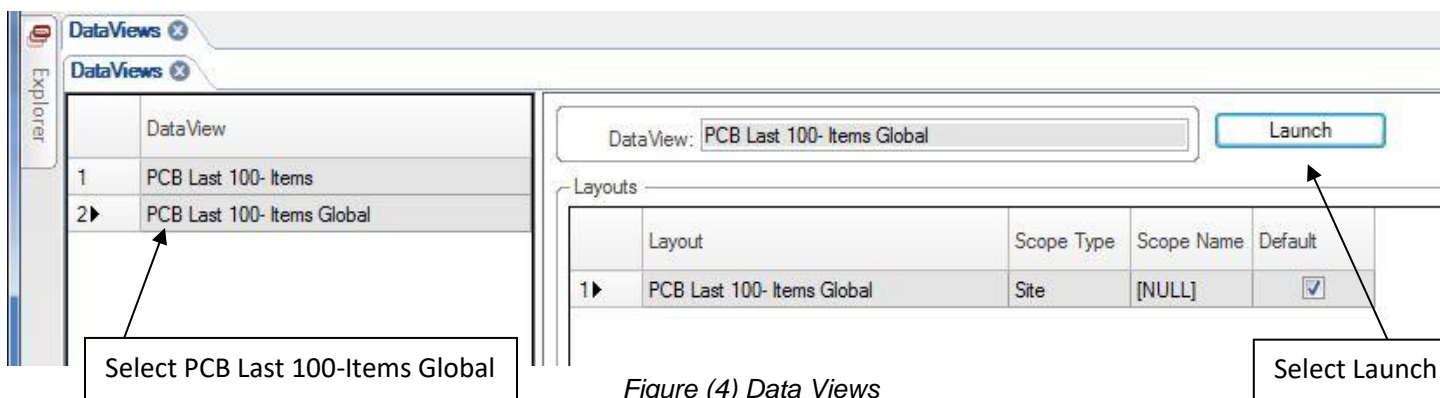 DataViews
DataViews
Explorer
DataView
1 PCB Last 100- Items
2 PCB Last 100- Items Global
DataView: PCB Last 100- Items Global
Launch
Layouts
Layout Scope Type Scope Name Default
1 PCB Last 100- Items Global Site [NULL]
Select PCB Last 100-Items Global
Select Launch
Figure (4) Data Views